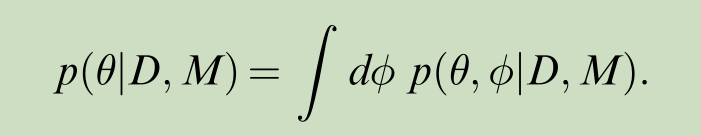 p(θ|D, M) = ∫ dϕ p(θ, ϕ|D, M).